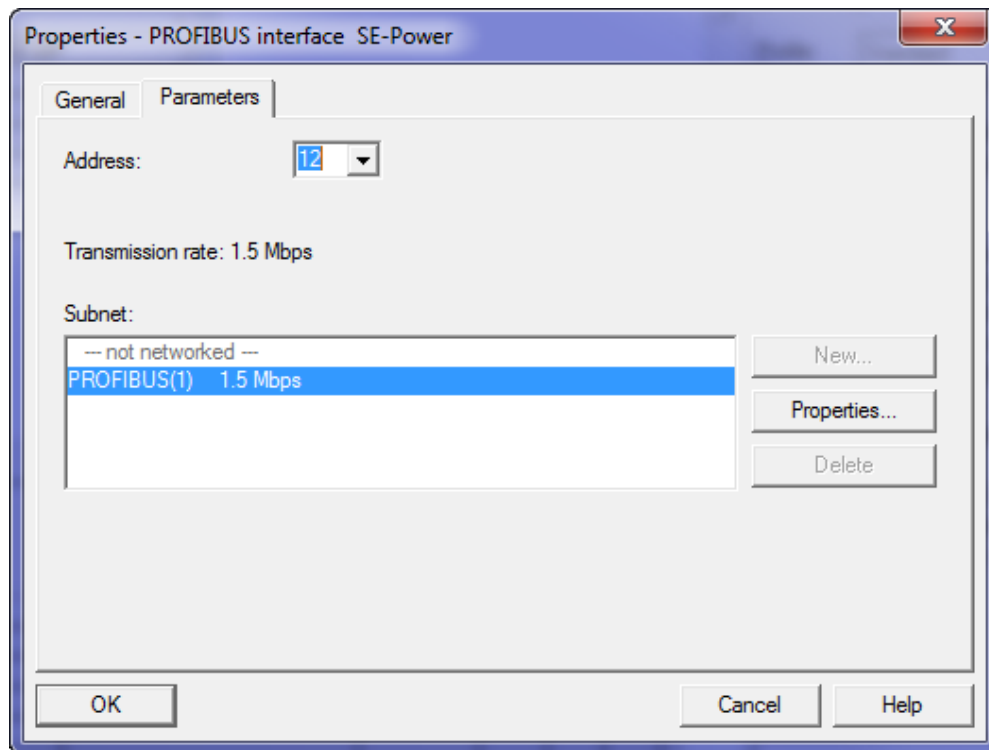 Properties - PROFIBUS interface  SE-Power
General
Parameters
Address:
12
Transmission rate: 1.5 Mbps
Subnet:
--- not networked ---
PROFIBUS(1)    1.5 Mbps
New...
Properties...
Delete
OK
Cancel
Help